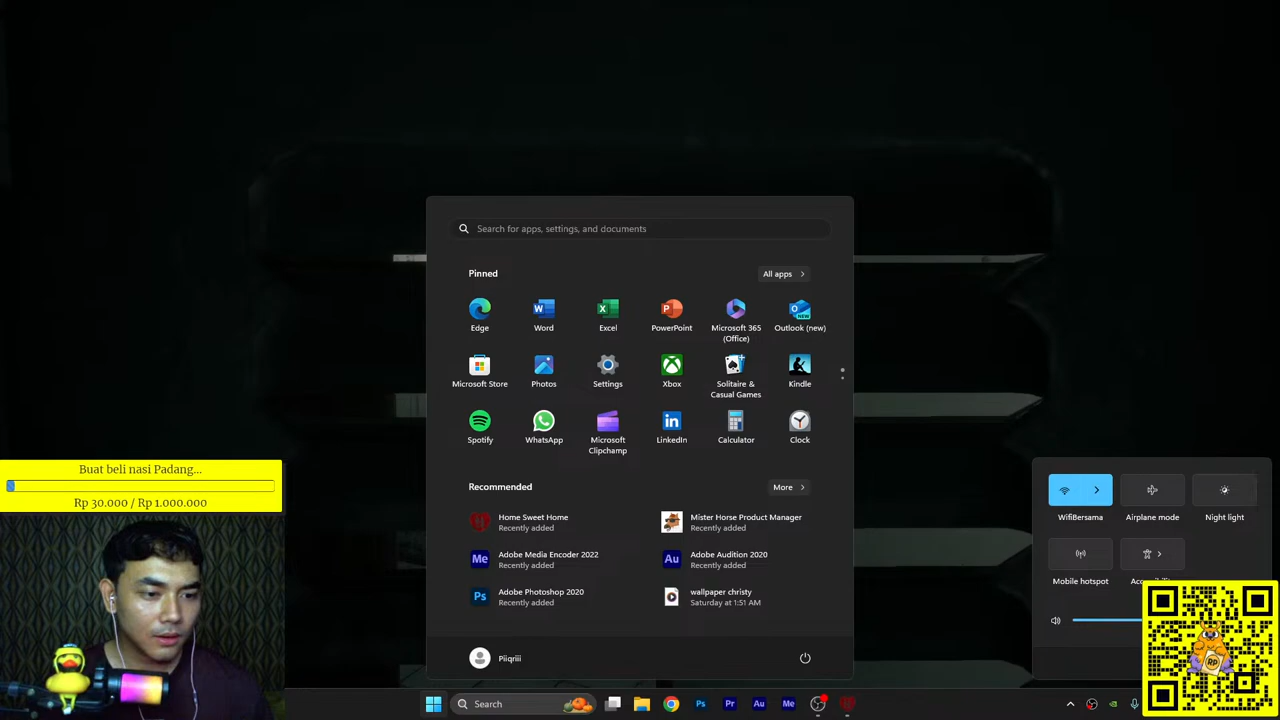 Search for apps, settings, and documents
Pinned
All apps
Edge
Word
Excel
PowerPoint
Microsoft 365
(Office)
Outlook (new)
Microsoft Store
Photos
Settings
Xbox
Solitaire &
Casual Games
Kindle
Spotify
WhatsApp
Microsoft
Clipchamp
LinkedIn
Calculator
Clock
Recommended
More
Home Sweet Home
Recently added
Mister Horse Product Manager
Recently added
Adobe Media Encoder 2022
Recently added
Adobe Audition 2020
Recently added
Adobe Photoshop 2020
Recently added
wallpaper christy
Saturday at 1:51 AM
Piiqriii
Buat beli nasi Padang...
Rp 30.000 / Rp 1.000.000
WifiBersama
Airplane mode
Night light
Mobile hotspot
Search